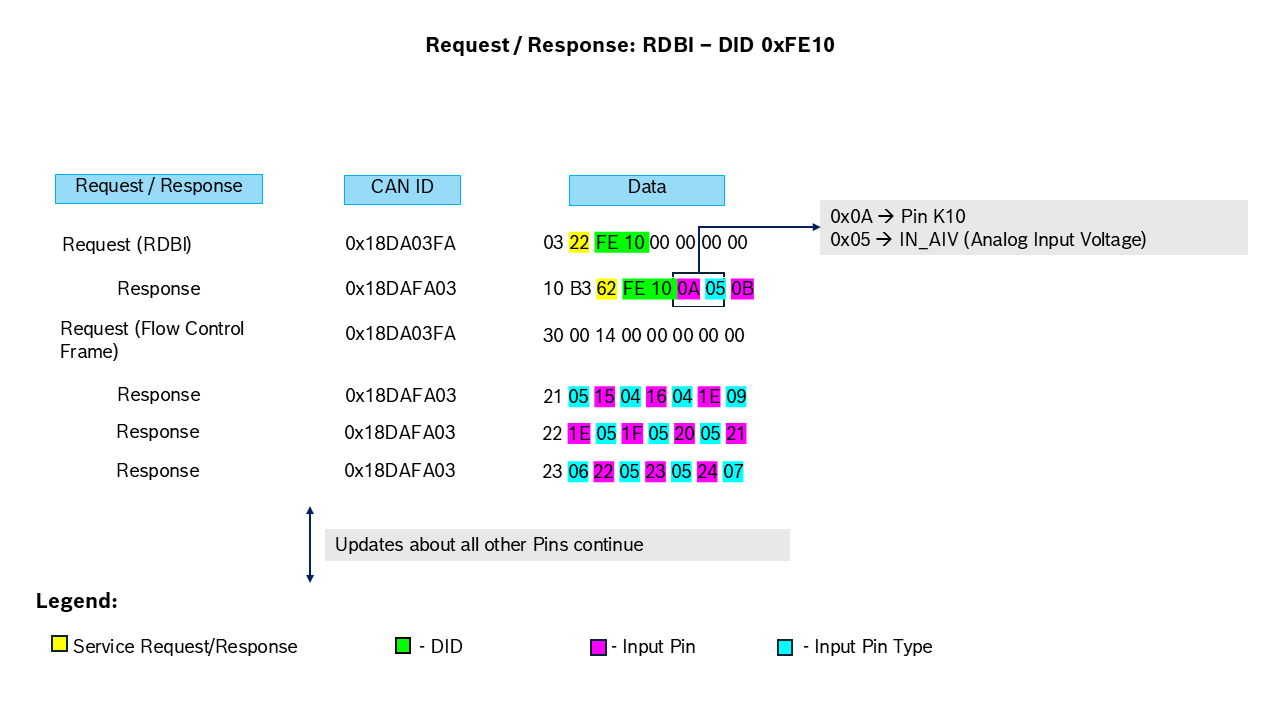 Request / Response: RDBI – DID 0xFE10
Request / Response
CAN ID
Data
0x0A → Pin K10
0x05 → IN_AIV (Analog Input Voltage)
Request (RDBI)
0x18DA03FA
03 22 FE 10 00 00 00 00
Response
0x18DAFA03
10 B3 62 FE 10 0A 05 0B
Request (Flow Control
Frame)
0x18DA03FA
30 00 14 00 00 00 00 00
Response
0x18DAFA03
21 05 15 04 16 04 1E 09
Response
0x18DAFA03
22 1E 05 1F 05 20 05 21
Response
0x18DAFA03
23 06 22 05 23 05 24 07
Updates about all other Pins continue
Legend:
Service Request/Response
- DID
- Input Pin
- Input Pin Type